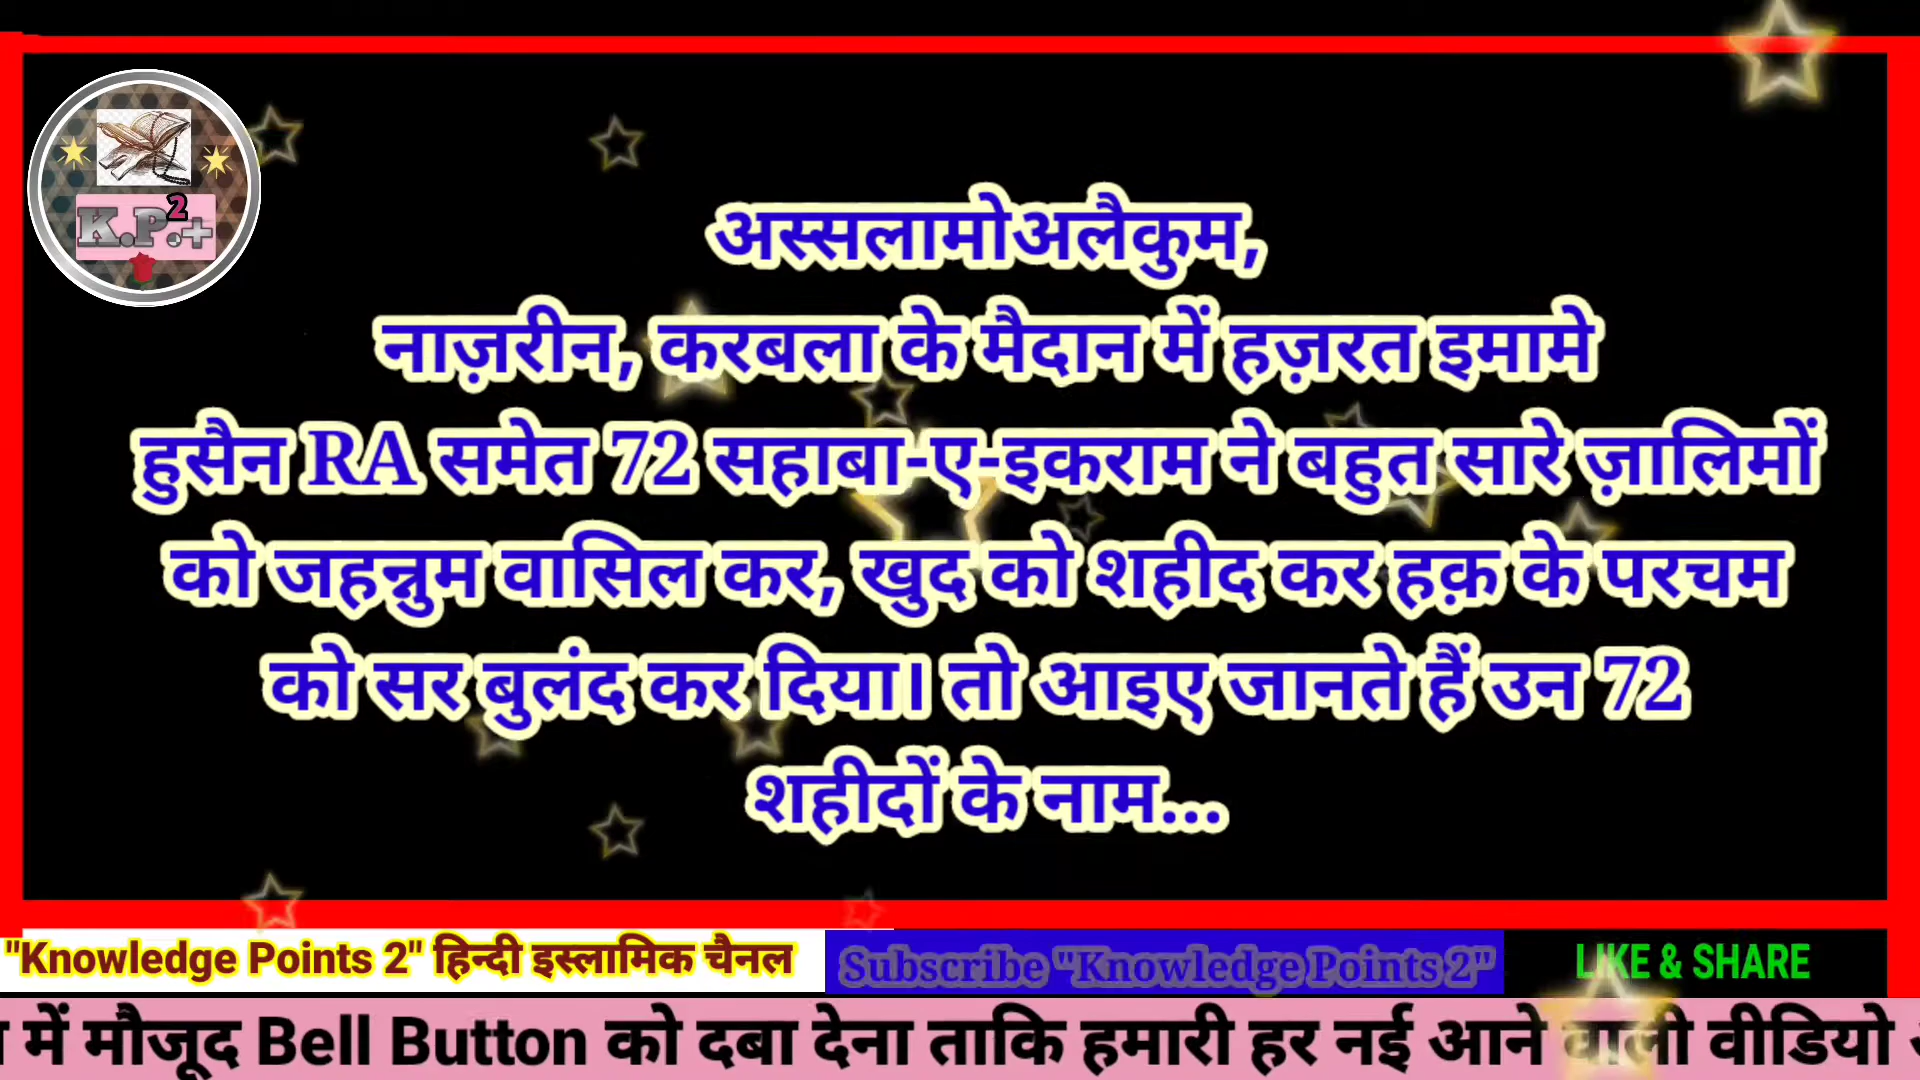 K.P.²+
अस्सलामोअलैकुम,
नाज़रीन, करबला के मैदान में हज़रत इमामे
हुसैन RA समेत 72 सहाबा-ए-इकराम ने बहुत सारे ज़ालिमों
को जहन्नुम वासिल कर, खुद को शहीद कर हक़ के परचम
को सर बुलंद कर दिया। तो आइए जानते हैं उन 72
शहीदों के नाम...
"Knowledge Points 2" हिन्दी इस्लामिक चैनल
Subscribe "Knowledge Points 2"
LIKE & SHARE
में मौजूद Bell Button को दबा देना ताकि हमारी हर नई आने वाली वीडियो